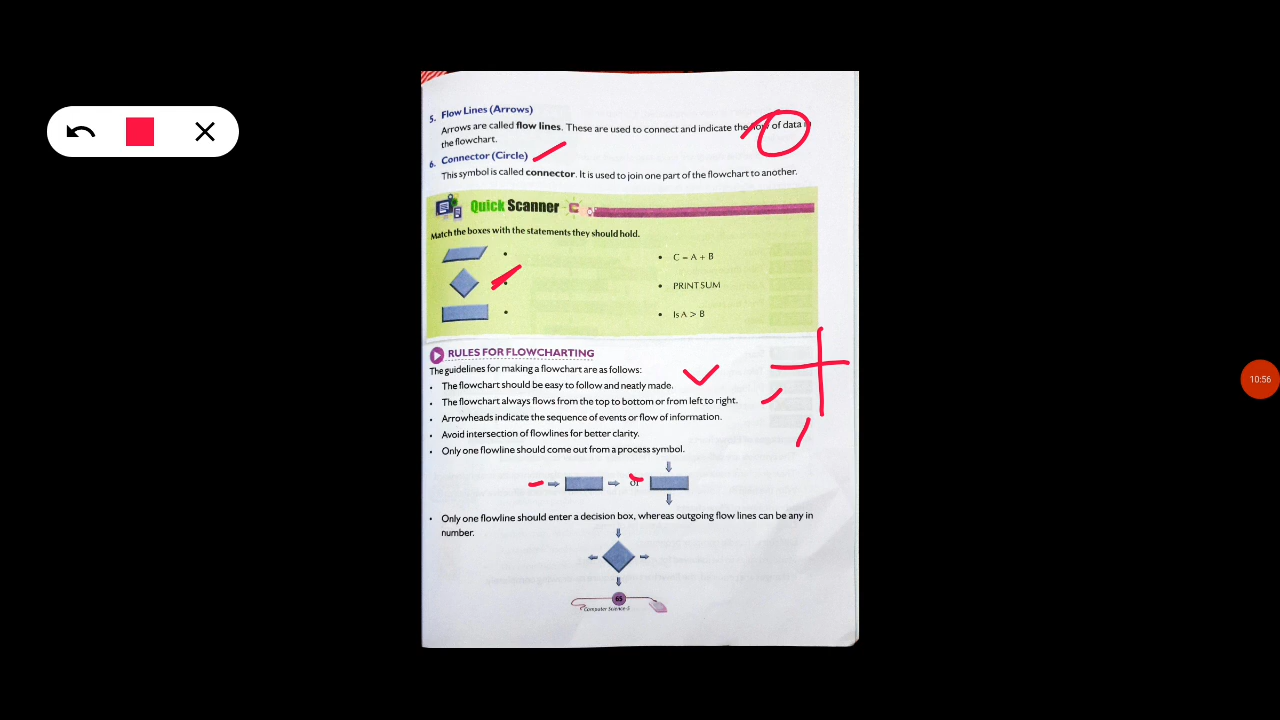 5. Flow Lines (Arrows)
Arrows are called flow lines. These are used to connect and indicate the flow of data in
the flowchart.
6. Connector (Circle)
This symbol is called connector. It is used to join one part of the flowchart to another.
Quick Scanner
Match the boxes with the statements they should hold.
• • C = A + B
• • PRINT SUM
• • Is A > B
RULES FOR FLOWCHARTING
The guidelines for making a flowchart are as follows:
• The flowchart should be easy to follow and neatly made.
• The flowchart always flows from the top to bottom or from left to right.
• Arrowheads indicate the sequence of events or flow of information.
• Avoid intersection of flowlines for better clarity.
• Only one flowline should come out from a process symbol.
or
• Only one flowline should enter a decision box, whereas outgoing flow lines can be any in
number.
65
10:56